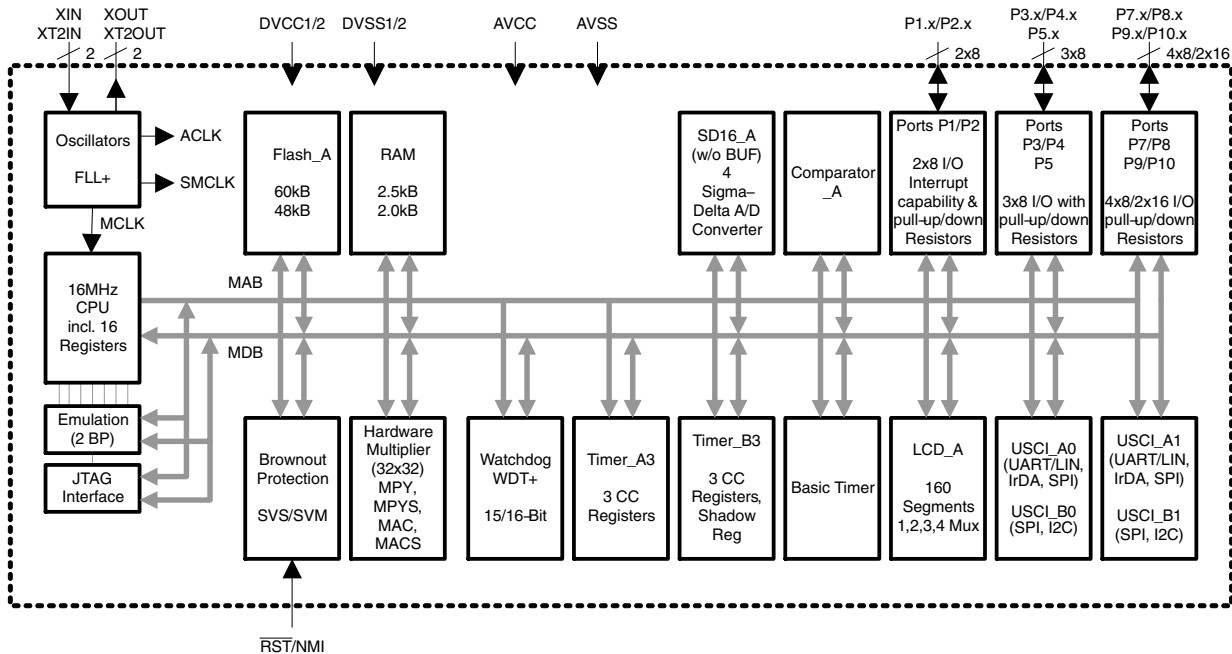 XIN
XT2IN
2
XOUT
XT2OUT
2
DVCC1/2
DVSS1/2
AVCC
AVSS
P1.x/P2.x
2x8
P3.x/P4.x
P5.x
3x8
P7.x/P8.x
P9.x/P10.x
4x8/2x16
Oscillators
FLL+
ACLK
SMCLK
MCLK
Flash_A
60kB
48kB
RAM
2.5kB
2.0kB
SD16_A
(w/o BUF)
4
Sigma–
Delta A/D
Converter
Comparator
_A
Ports P1/P2
2x8 I/O
Interrupt
capability &
pull–up/down
Resistors
Ports
P3/P4
P5
3x8 I/O with
pull–up/down
Resistors
Ports
P7/P8
P9/P10
4x8/2x16 I/O
pull–up/down
Resistors
16MHz
CPU
incl. 16
Registers
MAB
MDB
Emulation
(2 BP)
JTAG
Interface
Brownout
Protection
SVS/SVM
Hardware
Multiplier
(32x32)
MPY,
MPYS,
MAC,
MACS
Watchdog
WDT+
15/16–Bit
Timer_A3
3 CC
Registers
Timer_B3
3 CC
Registers,
Shadow
Reg
Basic Timer
LCD_A
160
Segments
1,2,3,4 Mux
USCI_A0
(UART/LIN,
IrDA, SPI)
USCI_B0
(SPI, I2C)
USCI_A1
(UART/LIN,
IrDA, SPI)
USCI_B1
(SPI, I2C)
RST/NMI